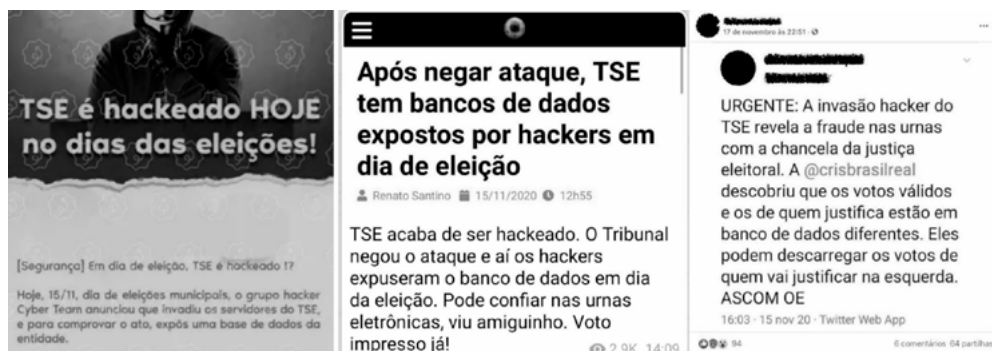 TSE é hackeado HOJE
no dias das eleições!
[Segurança] Em dia de eleição, TSE é hackeado !?
Hoje, 15/11, dia de eleições municipais, o grupo hacker
Cyber Team anunciou que invadiu os servidores do TSE,
e para comprovar o ato, expôs uma base de dados da
entidade.
Após negar ataque, TSE
tem bancos de dados
expostos por hackers em
dia de eleição
Renato Santino 15/11/2020 12h55
TSE acaba de ser hackeado. O Tribunal
negou o ataque e aí os hackers
expuseram o banco de dados em dia
da eleição. Pode confiar nas urnas
eletrônicas, viu amiguinho. Voto
impresso já!
2,9K 14:09
17 de novembro às 22:51
URGENTE: A invasão hacker do
TSE revela a fraude nas urnas
com a chancela da justiça
eleitoral. A @crisbrasilreal
descobriu que os votos válidos
e os de quem justifica estão em
banco de dados diferentes. Eles
podem descarregar os votos de
quem vai justificar na esquerda.
ASCOM OE
16:03 · 15 nov 20 · Twitter Web App
94
6 comentários 64 partilhas